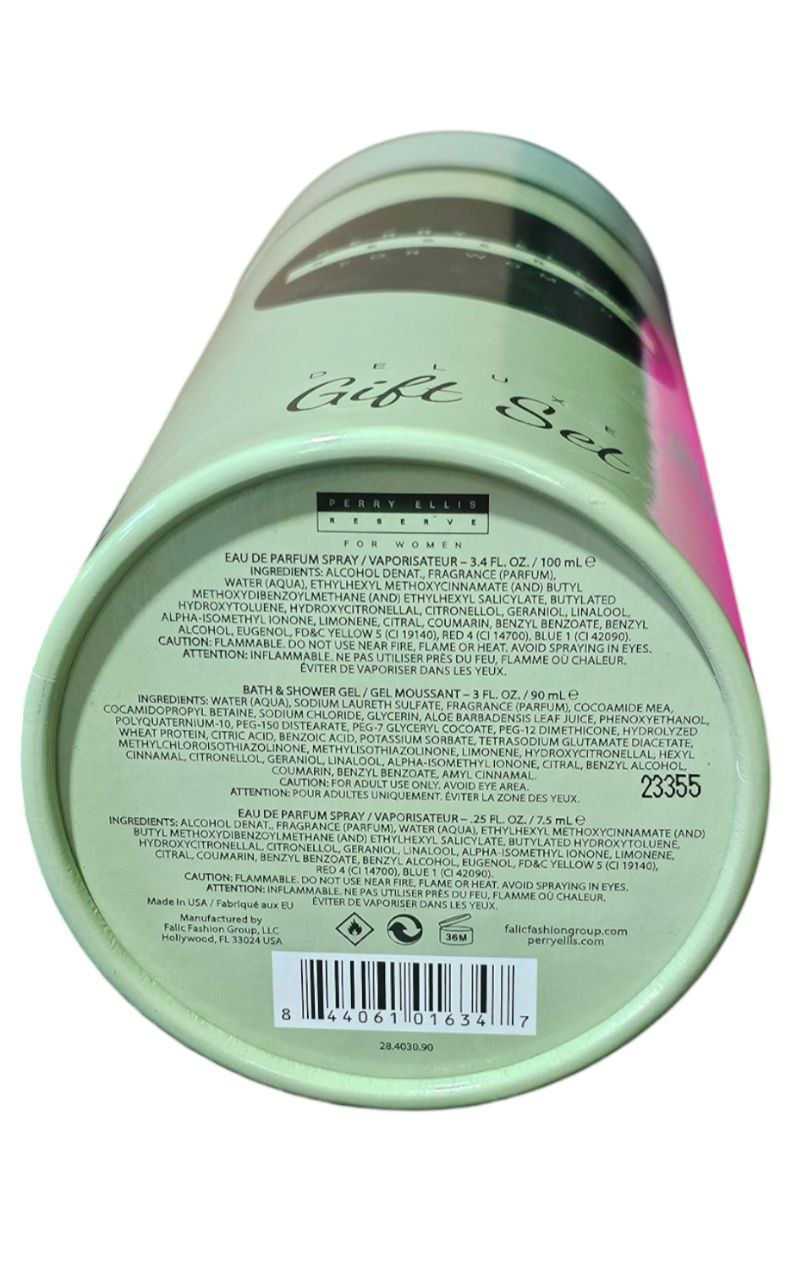 PERRY ELLIS
RESERVE
FOR WOMEN
DELUXE
Gift Set
PERRY ELLIS
RESERVE
FOR WOMEN
EAU DE PARFUM SPRAY / VAPORISATEUR – 3.4 FL. OZ. / 100 mL ℮
INGREDIENTS: ALCOHOL DENAT., FRAGRANCE (PARFUM),
WATER (AQUA), ETHYLHEXYL METHOXYCINNAMATE (AND) BUTYL
METHOXYDIBENZOYLMETHANE (AND) ETHYLHEXYL SALICYLATE, BUTYLATED
HYDROXYTOLUENE, HYDROXYCITRONELLAL, CITRONELLOL, GERANIOL, LINALOOL,
ALPHA-ISOMETHYL IONONE, LIMONENE, CITRAL, COUMARIN, BENZYL BENZOATE, BENZYL
ALCOHOL, EUGENOL, FD&C YELLOW 5 (CI 19140), RED 4 (CI 14700), BLUE 1 (CI 42090).
CAUTION: FLAMMABLE. DO NOT USE NEAR FIRE, FLAME OR HEAT. AVOID SPRAYING IN EYES.
ATTENTION: INFLAMMABLE. NE PAS UTILISER PRÈS DU FEU, FLAMME OÙ CHALEUR.
ÉVITER DE VAPORISER DANS LES YEUX.
BATH & SHOWER GEL / GEL MOUSSANT – 3 FL. OZ. / 90 mL ℮
INGREDIENTS: WATER (AQUA), SODIUM LAURETH SULFATE, FRAGRANCE (PARFUM), COCOAMIDE MEA,
COCAMIDOPROPYL BETAINE, SODIUM CHLORIDE, GLYCERIN, ALOE BARBADENSIS LEAF JUICE, PHENOXYETHANOL,
POLYQUATERNIUM-10, PEG-150 DISTEARATE, PEG-7 GLYCERYL COCOATE, PEG-12 DIMETHICONE, HYDROLYZED
WHEAT PROTEIN, CITRIC ACID, BENZOIC ACID, POTASSIUM SORBATE, TETRASODIUM GLUTAMATE DIACETATE,
METHYLCHLOROISOTHIAZOLINONE, METHYLISOTHIAZOLINONE, LIMONENE, HYDROXYCITRONELLAL, HEXYL
CINNAMAL, CITRONELLOL, GERANIOL, LINALOOL, ALPHA-ISOMETHYL IONONE, CITRAL, BENZYL ALCOHOL,
COUMARIN, BENZYL BENZOATE, AMYL CINNAMAL.
CAUTION: FOR ADULT USE ONLY. AVOID EYE AREA.
ATTENTION: POUR ADULTES UNIQUEMENT. ÉVITER LA ZONE DES YEUX.
23355
EAU DE PARFUM SPRAY / VAPORISATEUR – .25 FL. OZ. / 7.5 mL ℮
INGREDIENTS: ALCOHOL DENAT., FRAGRANCE (PARFUM), WATER (AQUA), ETHYLHEXYL METHOXYCINNAMATE (AND)
BUTYL METHOXYDIBENZOYLMETHANE (AND) ETHYLHEXYL SALICYLATE, BUTYLATED HYDROXYTOLUENE,
HYDROXYCITRONELLAL, CITRONELLOL, GERANIOL, LINALOOL, ALPHA-ISOMETHYL IONONE, LIMONENE,
CITRAL, COUMARIN, BENZYL BENZOATE, BENZYL ALCOHOL, EUGENOL, FD&C YELLOW 5 (CI 19140),
RED 4 (CI 14700), BLUE 1 (CI 42090).
CAUTION: FLAMMABLE. DO NOT USE NEAR FIRE, FLAME OR HEAT. AVOID SPRAYING IN EYES.
ATTENTION: INFLAMMABLE. NE PAS UTILISER PRÈS DU FEU, FLAMME OÙ CHALEUR.
ÉVITER DE VAPORISER DANS LES YEUX.
Made in USA / Fabriqué aux EU
Manufactured by
Falic Fashion Group, LLC
Hollywood, FL 33024 USA
36M
falicfashiongroup.com
perryellis.com
8 44061 01634 7
28.4030.90